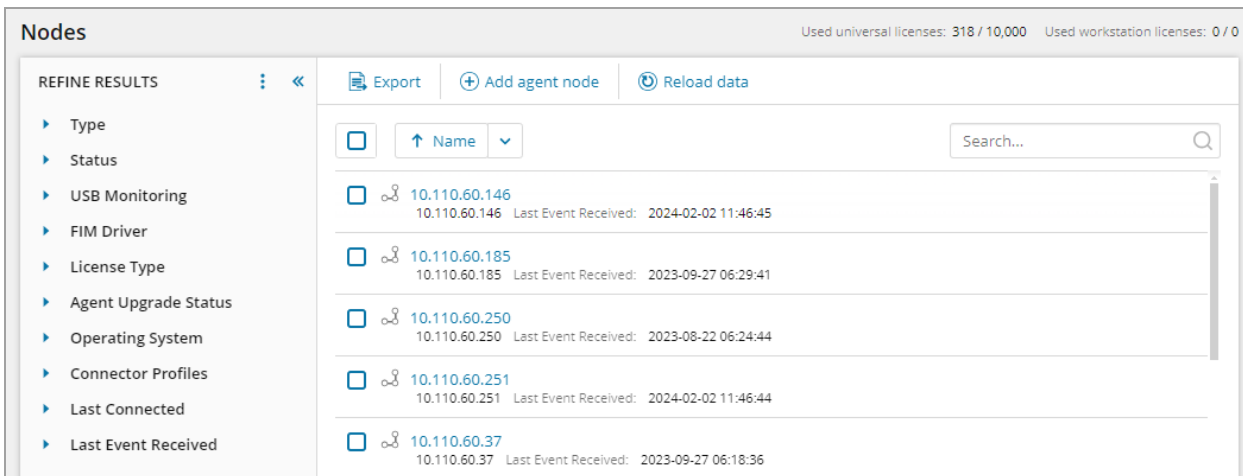 Nodes
Used universal licenses: 318 / 10,000 Used workstation licenses: 0 / 0
REFINE RESULTS
Type
Status
USB Monitoring
FIM Driver
License Type
Agent Upgrade Status
Operating System
Connector Profiles
Last Connected
Last Event Received
Export
Add agent node
Reload data
Name
Search...
10.110.60.146
10.110.60.146 Last Event Received: 2024-02-02 11:46:45
10.110.60.185
10.110.60.185 Last Event Received: 2023-09-27 06:29:41
10.110.60.250
10.110.60.250 Last Event Received: 2023-08-22 06:24:44
10.110.60.251
10.110.60.251 Last Event Received: 2024-02-02 11:46:44
10.110.60.37
10.110.60.37 Last Event Received: 2023-09-27 06:18:36